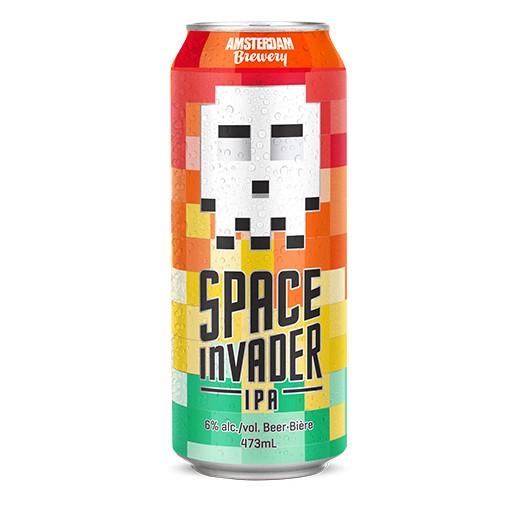 AMSTERDAM
Brewery
SPACE
inVADER
IPA
6% alc./vol. Beer·Bière
473mL